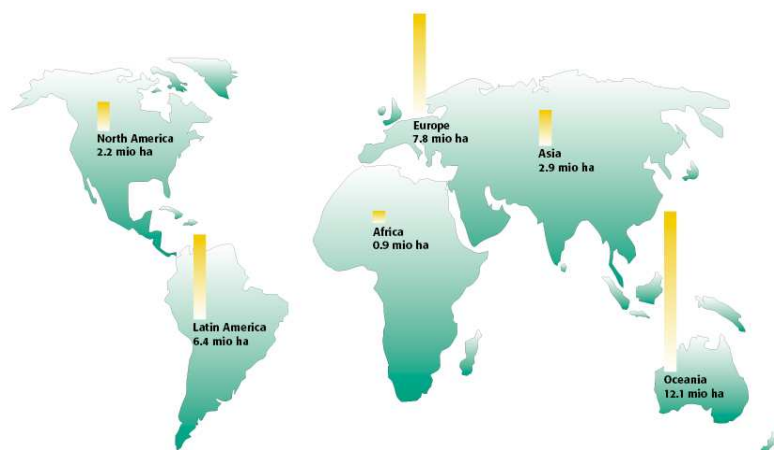 North America
2.2 mio ha
Europe
7.8 mio ha
Asia
2.9 mio ha
Africa
0.9 mio ha
Latin America
6.4 mio ha
Oceania
12.1 mio ha